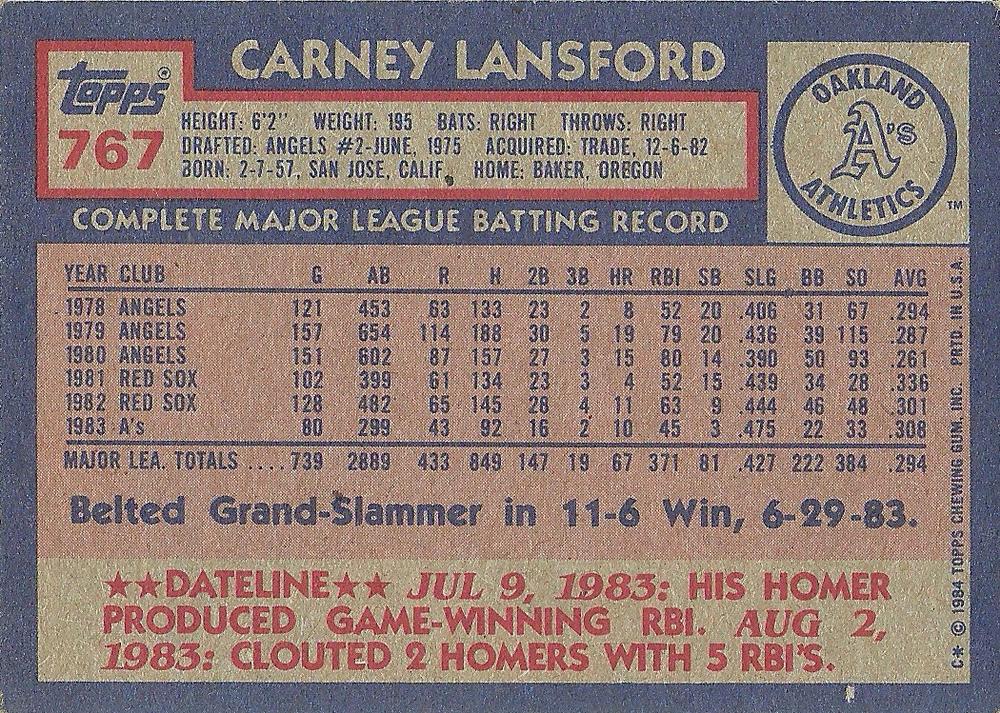 CARNEY LANSFORD
Topps®
767
HEIGHT: 6'2" WEIGHT: 195 BATS: RIGHT THROWS: RIGHT
DRAFTED: ANGELS #2-JUNE, 1975 ACQUIRED: TRADE, 12-6-82
BORN: 2-7-57, SAN JOSE, CALIF. HOME: BAKER, OREGON
OAKLAND
A's
ATHLETICS
TM
COMPLETE MAJOR LEAGUE BATTING RECORD
YEAR CLUB G AB R H 2B 3B HR RBI SB SLG BB SO AVG
1978 ANGELS 121 453 63 133 23 2 8 52 20 .406 31 67 .294
1979 ANGELS 157 654 114 188 30 5 19 79 20 .436 39 115 .287
1980 ANGELS 151 602 87 157 27 3 15 80 14 .390 50 93 .261
1981 RED SOX 102 399 61 134 23 3 4 52 15 .439 34 28 .336
1982 RED SOX 128 482 65 145 28 4 11 63 9 .444 46 48 .301
1983 A's 80 299 43 92 16 2 10 45 3 .475 22 33 .308
MAJOR LEA. TOTALS .... 739 2889 433 849 147 19 67 371 81 .427 222 384 .294
Belted Grand-Slammer in 11-6 Win, 6-29-83.
★★DATELINE★★ JUL 9, 1983: HIS HOMER
PRODUCED GAME-WINNING RBI. AUG 2,
1983: CLOUTED 2 HOMERS WITH 5 RBI'S.
C* © 1984 TOPPS CHEWING GUM, INC. PRTD. IN U.S.A.